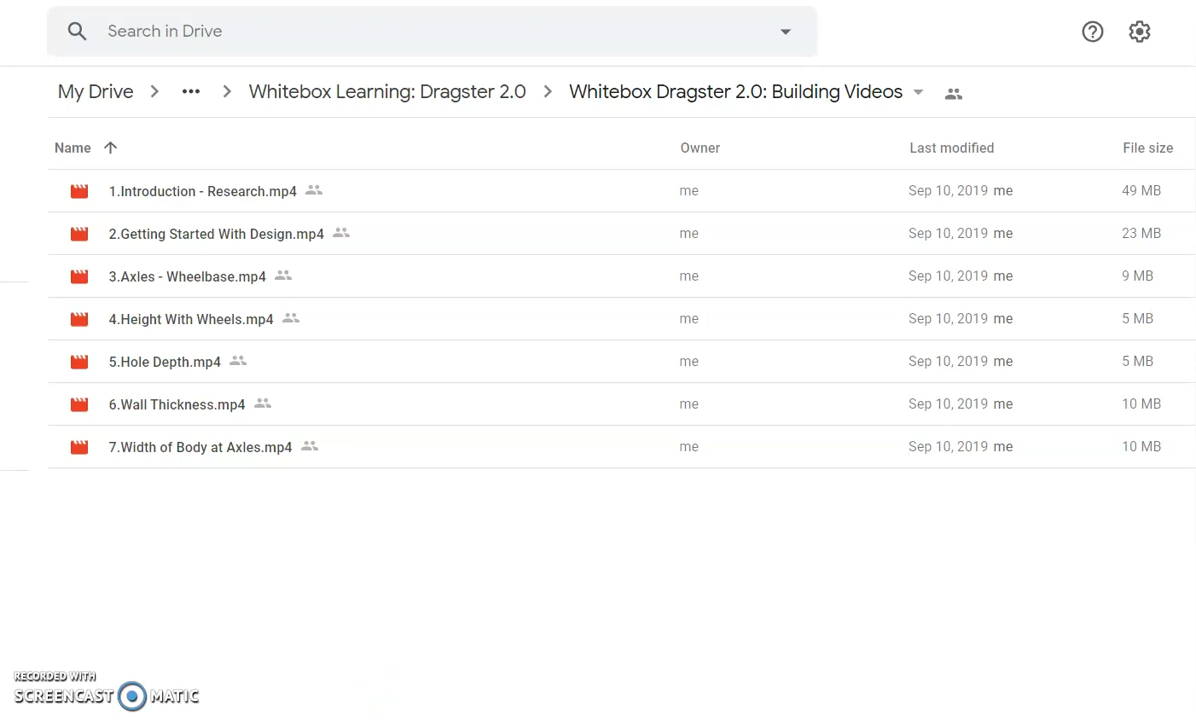 Search in Drive
My Drive > ••• > Whitebox Learning: Dragster 2.0 > Whitebox Dragster 2.0: Building Videos
Name Owner Last modified File size
1.Introduction - Research.mp4 me Sep 10, 2019 me 49 MB
2.Getting Started With Design.mp4 me Sep 10, 2019 me 23 MB
3.Axles - Wheelbase.mp4 me Sep 10, 2019 me 9 MB
4.Height With Wheels.mp4 me Sep 10, 2019 me 5 MB
5.Hole Depth.mp4 me Sep 10, 2019 me 5 MB
6.Wall Thickness.mp4 me Sep 10, 2019 me 10 MB
7.Width of Body at Axles.mp4 me Sep 10, 2019 me 10 MB
RECORDED WITH
SCREENCAST MATIC